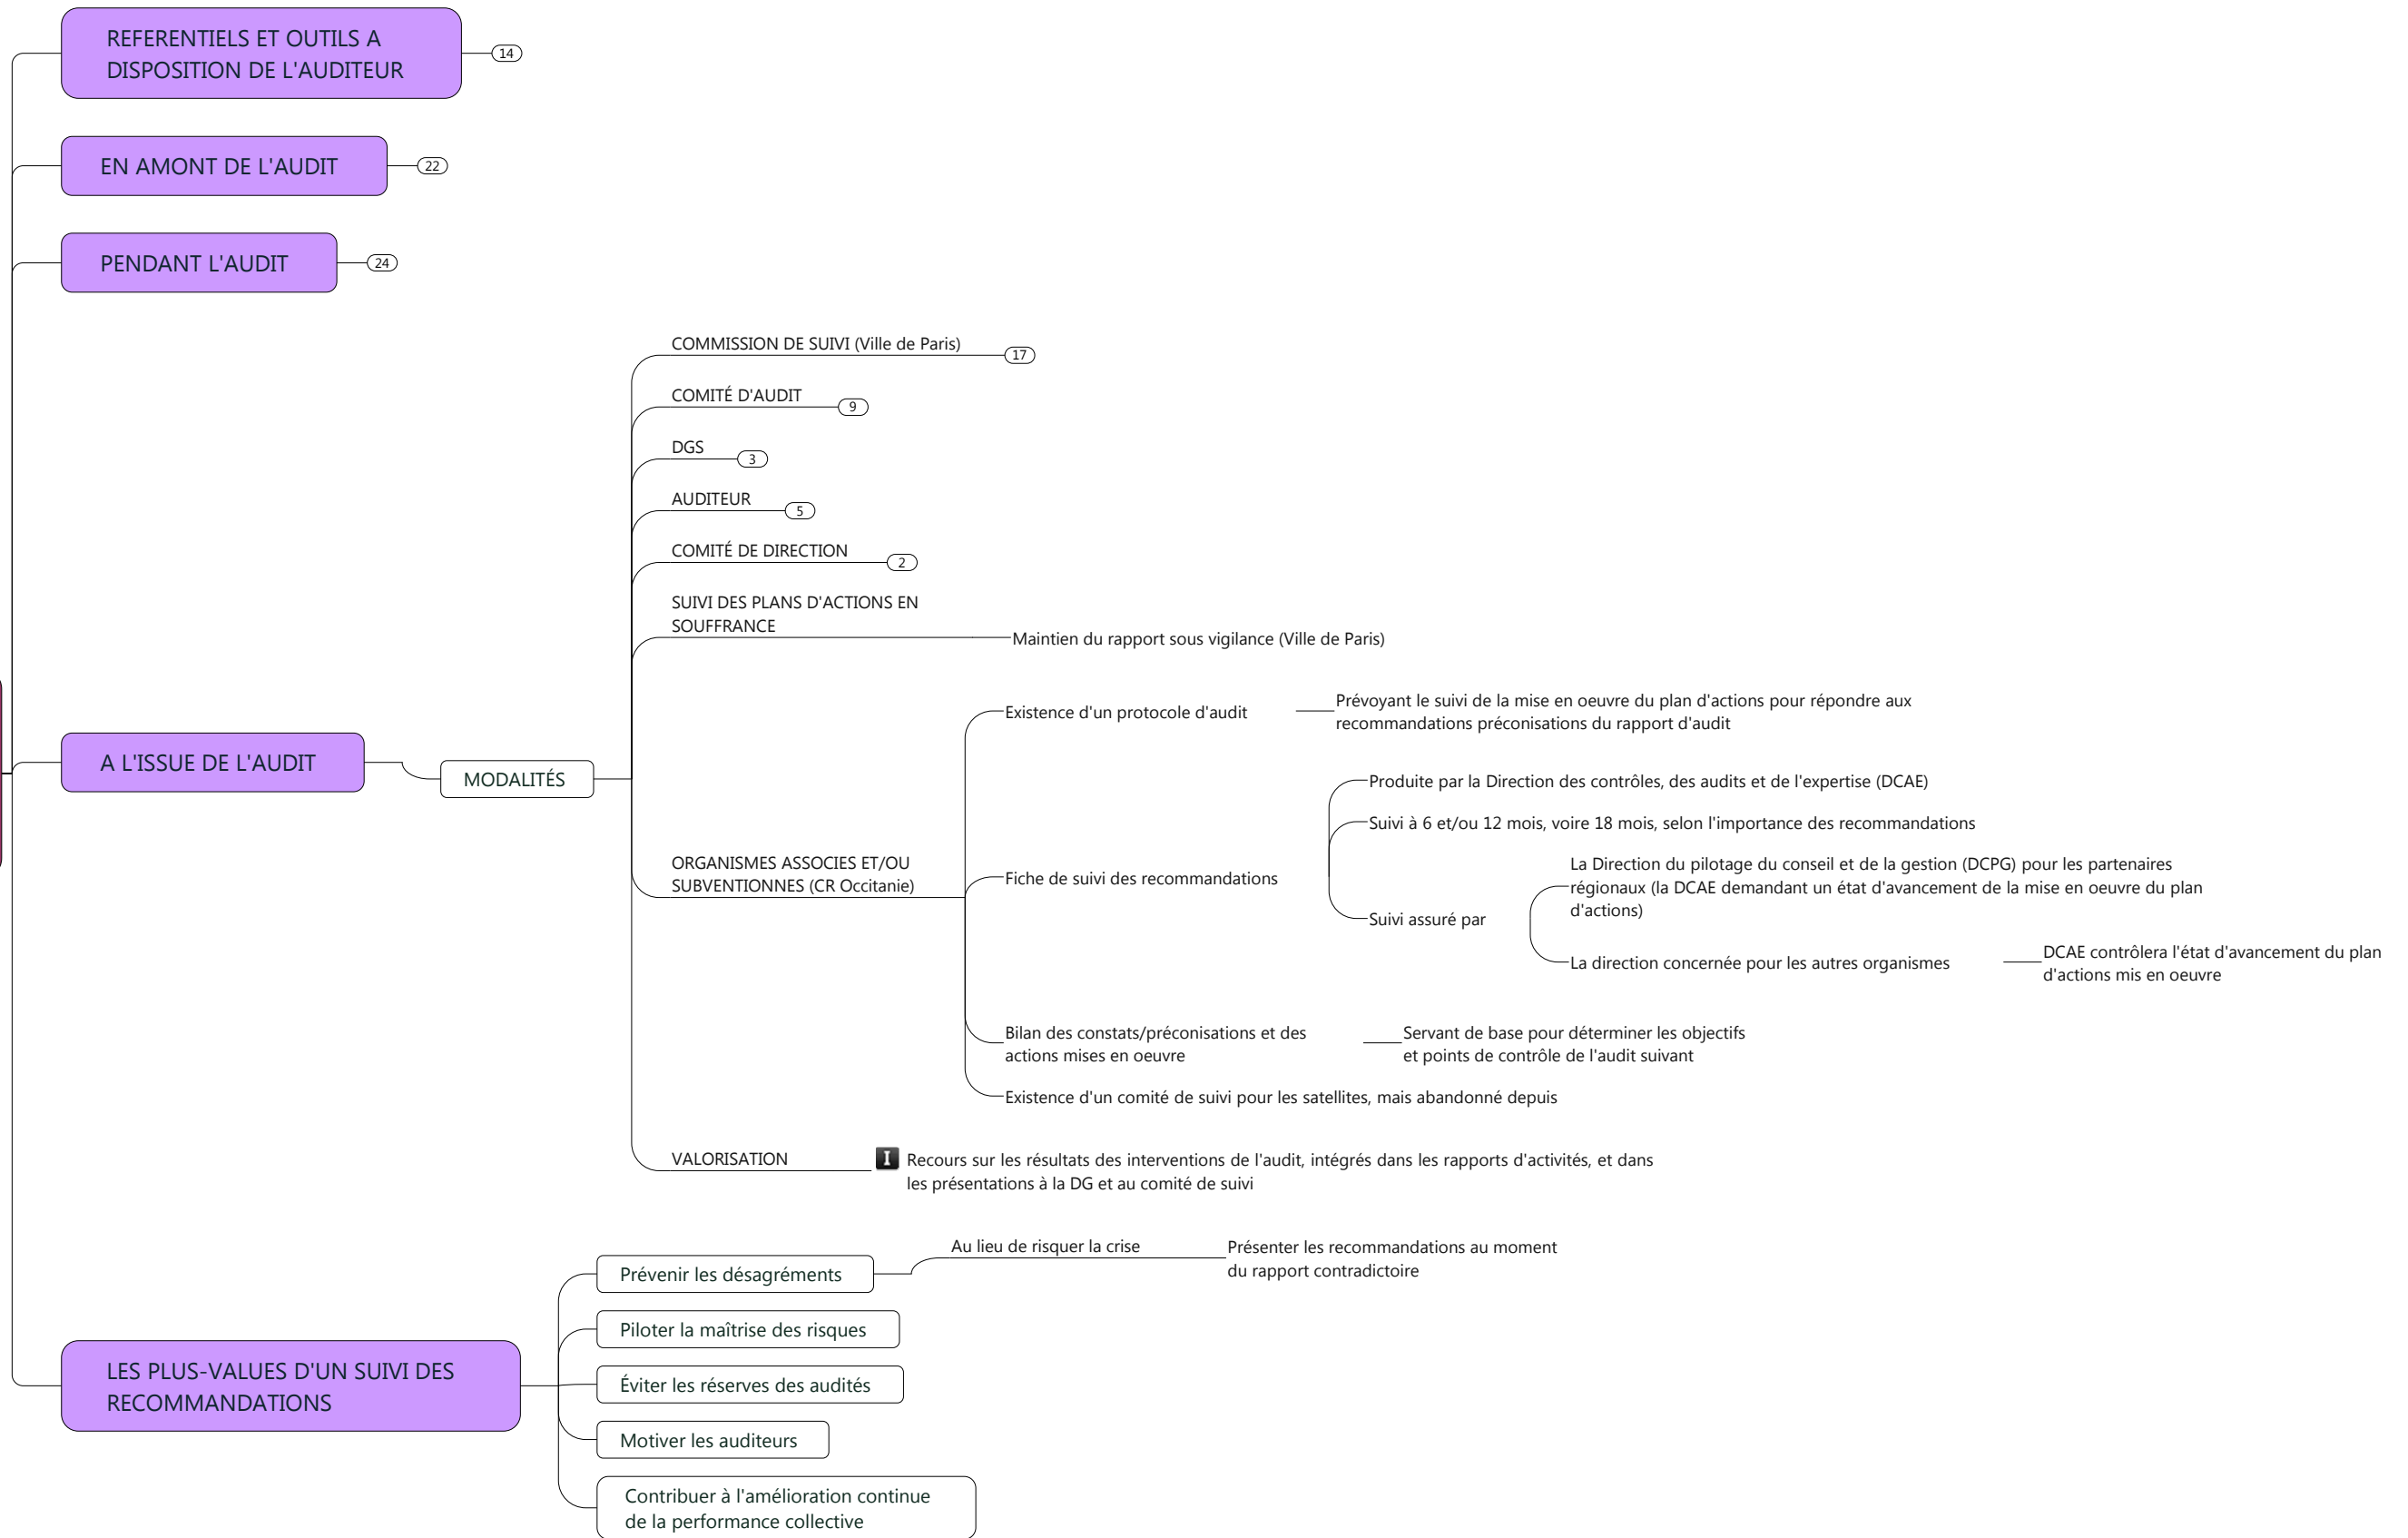 REFERENTIELS ET OUTILS A
DISPOSITION DE L'AUDITEUR
14
EN AMONT DE L'AUDIT
22
PENDANT L'AUDIT
24
A L'ISSUE DE L'AUDIT
MODALITÉS
COMMISSION DE SUIVI (Ville de Paris)
17
COMITÉ D'AUDIT
9
DGS
3
AUDITEUR
5
COMITÉ DE DIRECTION
2
SUIVI DES PLANS D'ACTIONS EN
SOUFFRANCE
Maintien du rapport sous vigilance (Ville de Paris)
ORGANISMES ASSOCIES ET/OU
SUBVENTIONNES (CR Occitanie)
Existence d'un protocole d'audit
Prévoyant le suivi de la mise en oeuvre du plan d'actions pour répondre aux
recommandations préconisations du rapport d'audit
Fiche de suivi des recommandations
Produite par la Direction des contrôles, des audits et de l'expertise (DCAE)
Suivi à 6 et/ou 12 mois, voire 18 mois, selon l'importance des recommandations
Suivi assuré par
La Direction du pilotage du conseil et de la gestion (DCPG) pour les partenaires
régionaux (la DCAE demandant un état d'avancement de la mise en oeuvre du plan
d'actions)
La direction concernée pour les autres organismes
DCAE contrôlera l'état d'avancement du plan
d'actions mis en oeuvre
Bilan des constats/préconisations et des
actions mises en oeuvre
Servant de base pour déterminer les objectifs
et points de contrôle de l'audit suivant
Existence d'un comité de suivi pour les satellites, mais abandonné depuis
VALORISATION
I
Recours sur les résultats des interventions de l'audit, intégrés dans les rapports d'activités, et dans
les présentations à la DG et au comité de suivi
LES PLUS-VALUES D'UN SUIVI DES
RECOMMANDATIONS
Prévenir les désagréments
Au lieu de risquer la crise
Présenter les recommandations au moment
du rapport contradictoire
Piloter la maîtrise des risques
Éviter les réserves des audités
Motiver les auditeurs
Contribuer à l'amélioration continue
de la performance collective